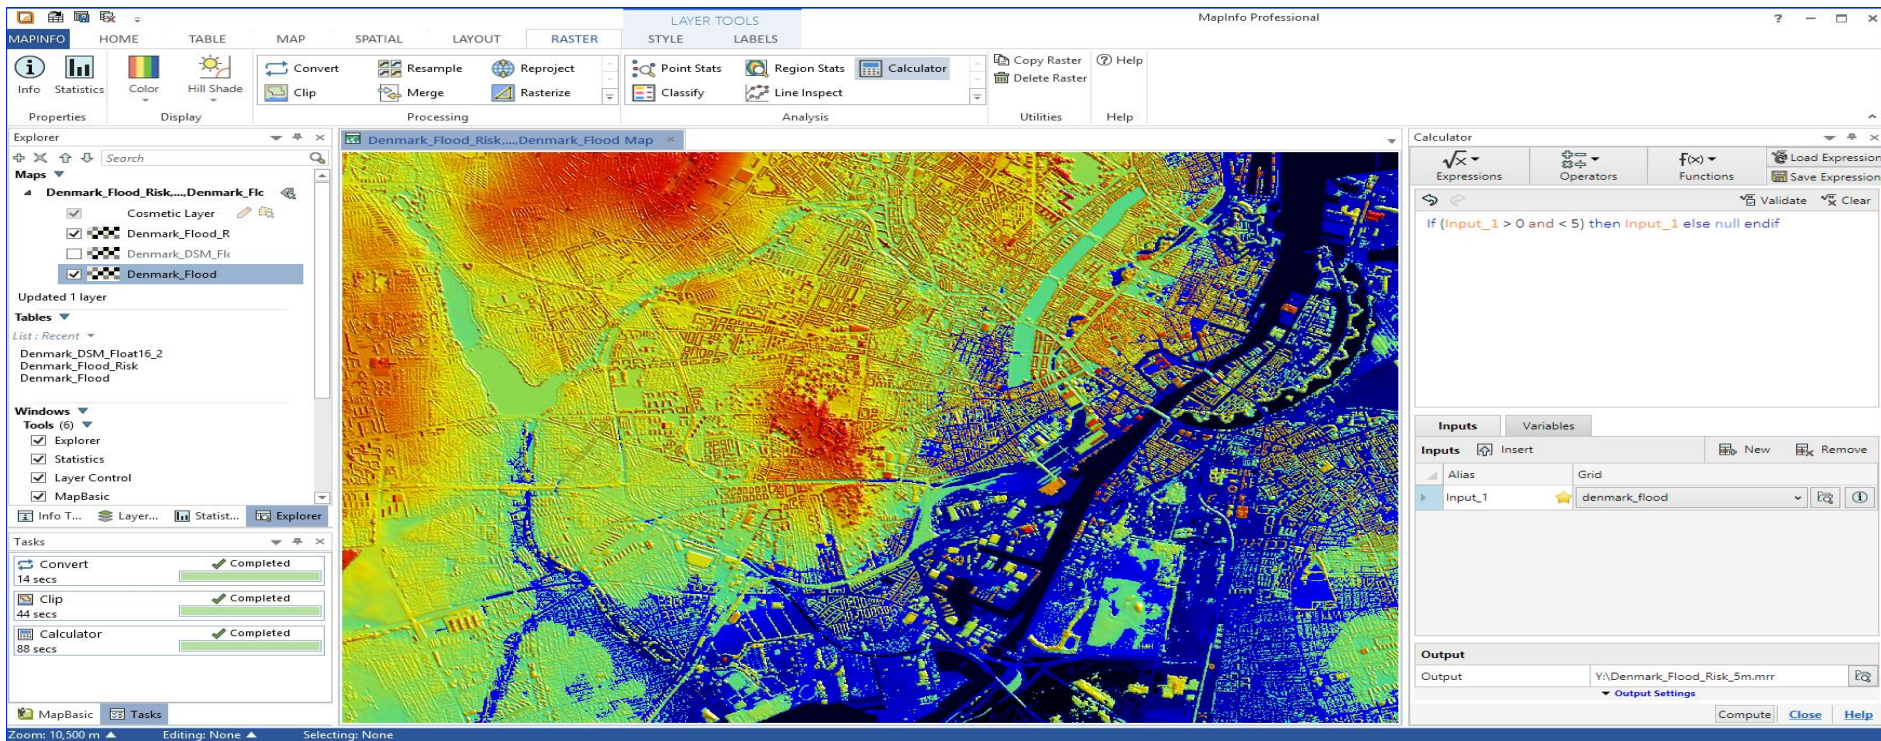 LAYER TOOLS
MapInfo Professional
?
MAPINFO HOME TABLE MAP SPATIAL LAYOUT RASTER STYLE LABELS
Info
Statistics
Properties
Color
Hill Shade
Display
Convert
Resample
Reproject
Clip
Merge
Rasterize
Processing
Point Stats
Region Stats
Calculator
Classify
Line Inspect
Analysis
Copy Raster
Delete Raster
Utilities
Help
Help
Explorer
Search
Maps
Denmark_Flood_Risk,...,Denmark_Flc
Cosmetic Layer
Denmark_Flood_R
Denmark_DSM_Flo
Denmark_Flood
Updated 1 layer
Tables
List : Recent
Denmark_DSM_Float16_2
Denmark_Flood_Risk
Denmark_Flood
Windows
Tools (6)
Explorer
Statistics
Layer Control
MapBasic
Info T... Layer... Statist... Explorer
Tasks
Convert Completed
14 secs
Clip Completed
44 secs
Calculator Completed
88 secs
MapBasic Tasks
Denmark_Flood_Risk,...,Denmark_Flood Map
Calculator
Expressions
Operators
f(x)
Functions
Load Expression
Save Expression
Validate Clear
If (Input_1 > 0 and < 5) then Input_1 else null endif
Inputs Variables
Inputs Insert New Remove
Alias Grid
Input_1 denmark_flood
Output
Output Y:\Denmark_Flood_Risk_5m.mrr
Output Settings
Compute Close Help
Zoom: 10,500 m Editing: None Selecting: None